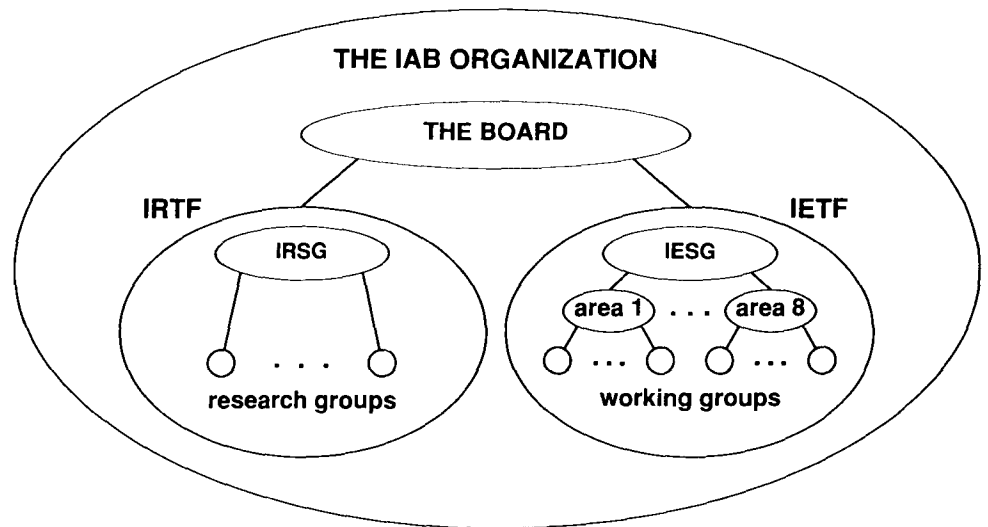 THE IAB ORGANIZATION
THE BOARD
IRTF
IETF
IRSG
IESG
area 1 . . . area 8
. . .
... ...
research groups
working groups